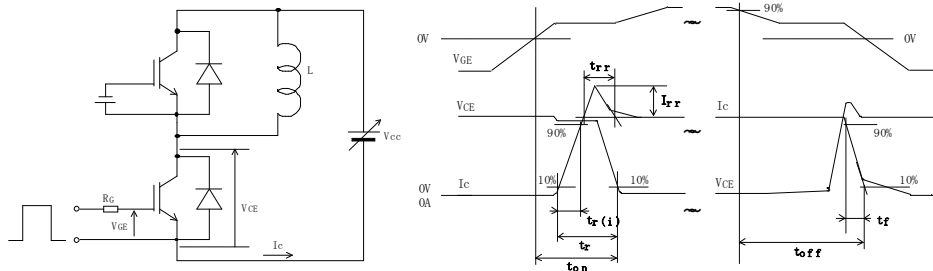 L
Vcc
RG
VGE
VCE
Ic
0V
VGE
trr
Irr
VCE
90%
10%
10%
0V
0A
Ic
tr(i)
tr
ton
90%
0V
Ic
90%
VCE
10%
tf
toff